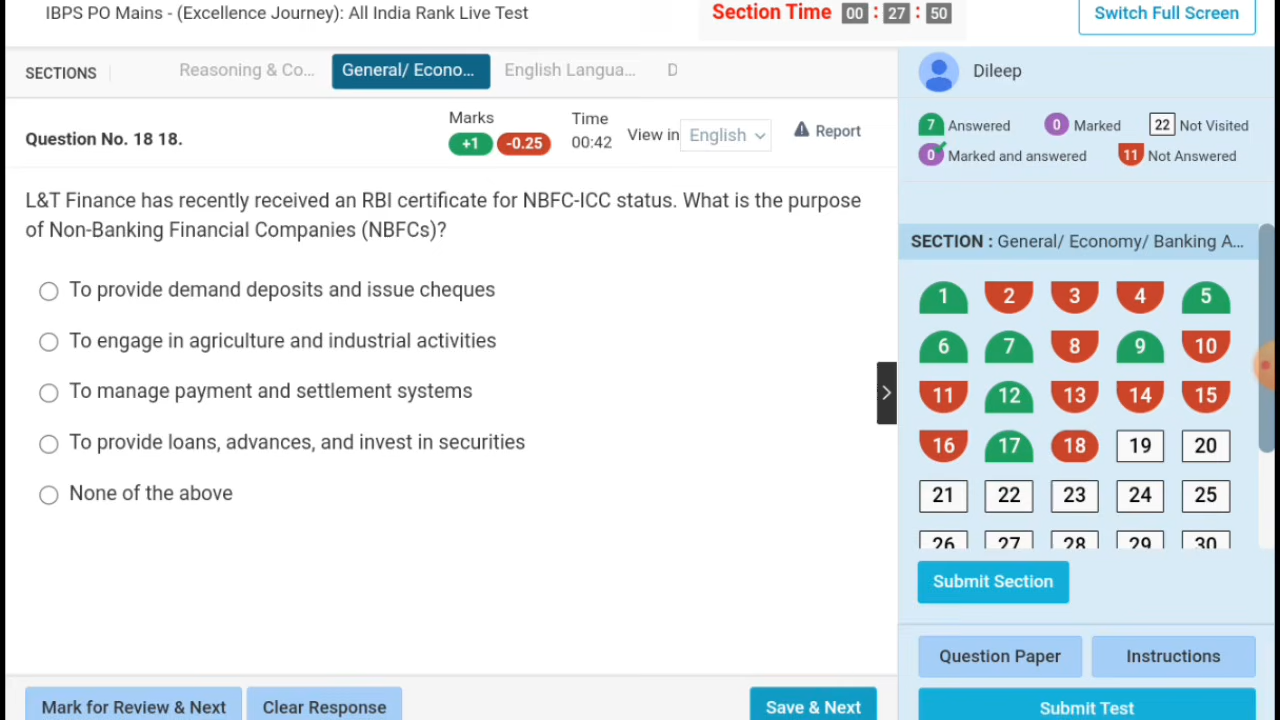 IBPS PO Mains - (Excellence Journey): All India Rank Live Test
Section Time 00 : 27 : 50
Switch Full Screen
SECTIONS
Reasoning & Co...
General/ Econo...
English Langua...
D
Dileep
Question No. 18 18.
Marks
+1 -0.25
Time
00:42
View in English
Report
7 Answered
0 Marked
22 Not Visited
0 Marked and answered
11 Not Answered
L&T Finance has recently received an RBI certificate for NBFC-ICC status. What is the purpose
of Non-Banking Financial Companies (NBFCs)?
To provide demand deposits and issue cheques
To engage in agriculture and industrial activities
To manage payment and settlement systems
To provide loans, advances, and invest in securities
None of the above
SECTION : General/ Economy/ Banking A...
1 2 3 4 5
6 7 8 9 10
11 12 13 14 15
16 17 18 19 20
21 22 23 24 25
26 27 28 29 30
Submit Section
Question Paper
Instructions
Mark for Review & Next
Clear Response
Save & Next
Submit Test